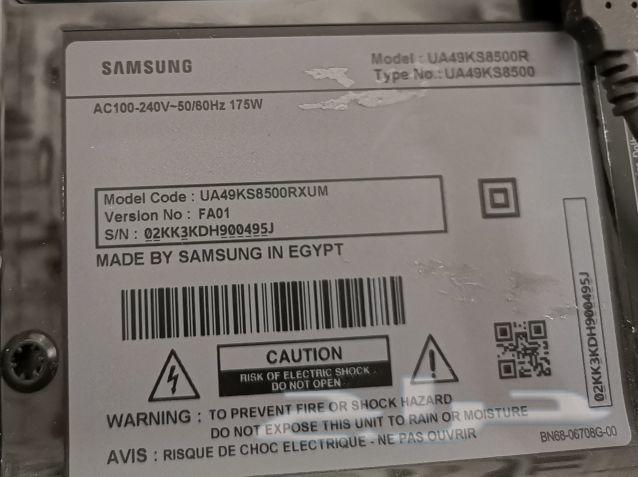 SAMSUNG
Model : UA49KS8500R
Type No.: UA49KS8500
AC100-240V~50/60Hz 175W
Model Code : UA49KS8500RXUM
Version No : FA01
S/N : 02KK3KDH900495J
MADE BY SAMSUNG IN EGYPT
02KK3KDH900495J
CAUTION
RISK OF ELECTRIC SHOCK
DO NOT OPEN
WARNING : TO PREVENT FIRE OR SHOCK HAZARD
DO NOT EXPOSE THIS UNIT TO RAIN OR MOISTURE
AVIS : RISQUE DE CHOC ELECTRIQUE - NE PAS OUVRIR
BN68-06708G-00